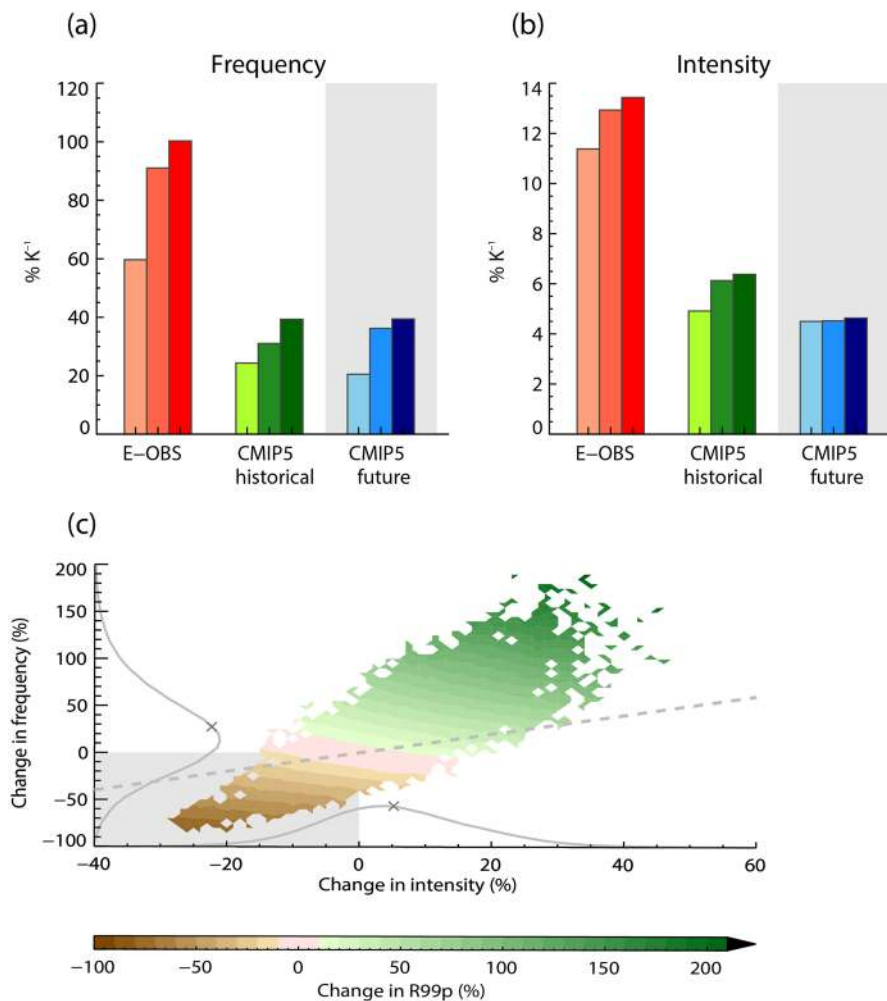 (a)
(b)
Frequency
Intensity
120
100
80
60
40
20
0
% K⁻¹
E−OBS
CMIP5
historical
CMIP5
future
14
12
10
8
6
4
2
0
% K⁻¹
E−OBS
CMIP5
historical
CMIP5
future
(c)
200
150
100
50
0
−50
−100
Change in frequency (%)
−40
−20
0
20
40
60
Change in intensity (%)
−100
−50
0
50
100
150
200
Change in R99p (%)